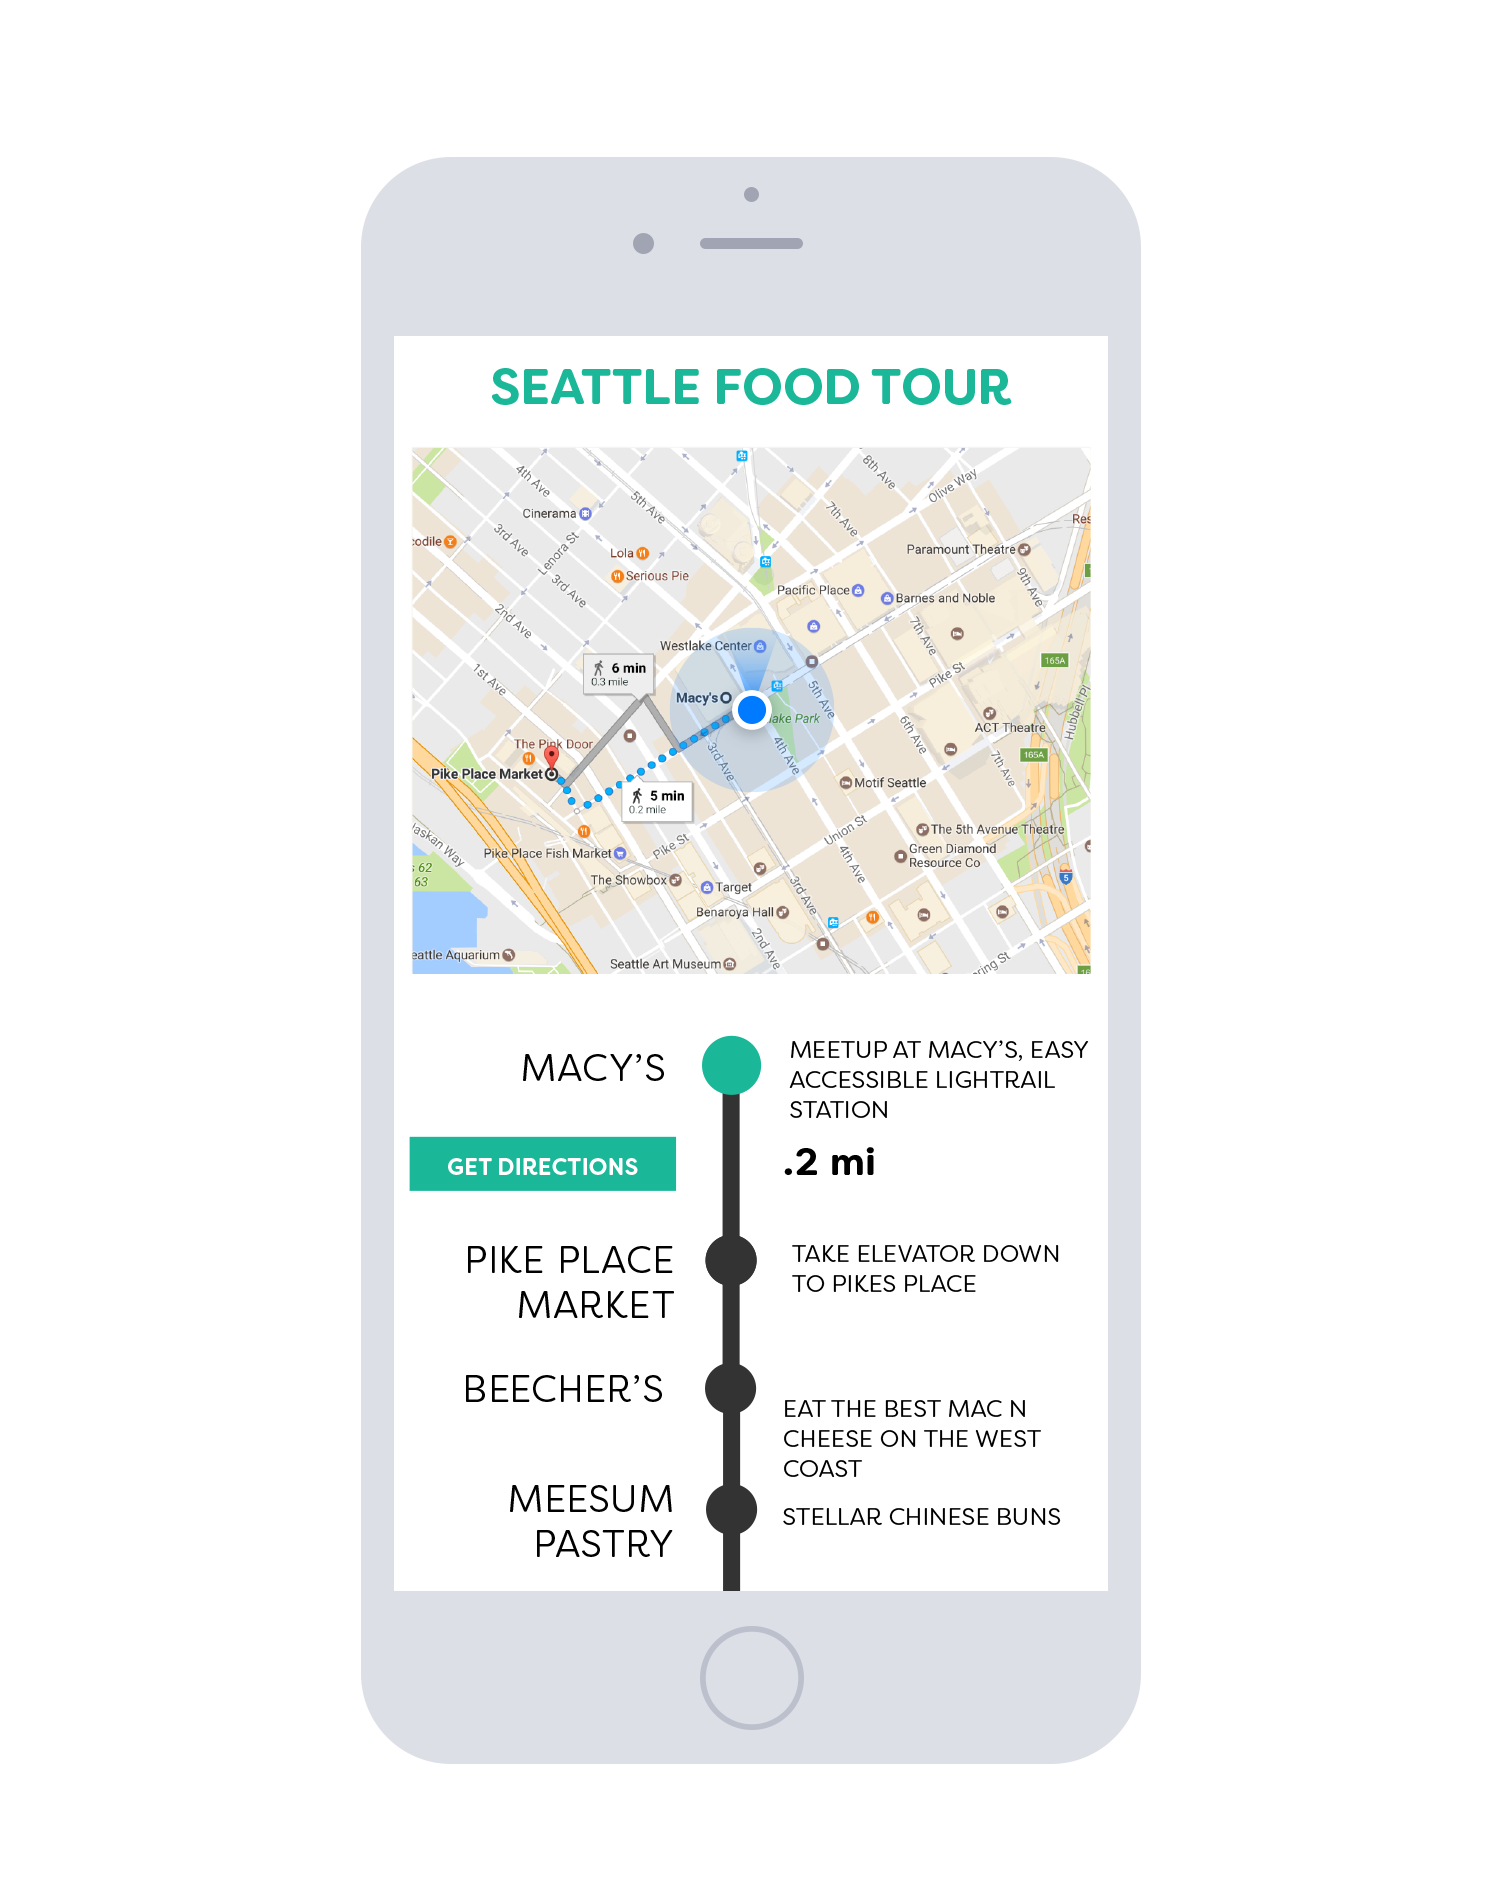 SEATTLE FOOD TOUR
4th Ave
5th Ave
8th Ave
Olive Way
Cinerama
7th Ave
3rd Ave
Lenora St
Lola
Paramount Theatre
Serious Pie
3rd Ave
9th Ave
Pacific Place
Barnes and Noble
2nd Ave
7th Ave
Westlake Center
6 min
0.3 mile
165A
1st Ave
Pike St
Macy's
5th Ave
Hubbell Pl
ake Park
6th Ave
ACT Theatre
The Pink Door
3rd Ave
4th Ave
165A
Pike Place Market
7th Ave
Motif Seattle
5 min
0.2 mile
Union St
The 5th Avenue Theatre
askan Way
Pike St
4th Ave
Green Diamond
Resource Co
Pike Place Fish Market
62
63
5
The Showbox
Target
3rd Ave
Benaroya Hall
2nd Ave
eattle Aquarium
Seattle Art Museum
ring St
MACY’S
MEETUP AT MACY’S, EASY
ACCESSIBLE LIGHTRAIL
STATION
GET DIRECTIONS
.2 mi
PIKE PLACE
MARKET
TAKE ELEVATOR DOWN
TO PIKES PLACE
BEECHER’S
EAT THE BEST MAC N
CHEESE ON THE WEST
COAST
MEESUM
PASTRY
STELLAR CHINESE BUNS